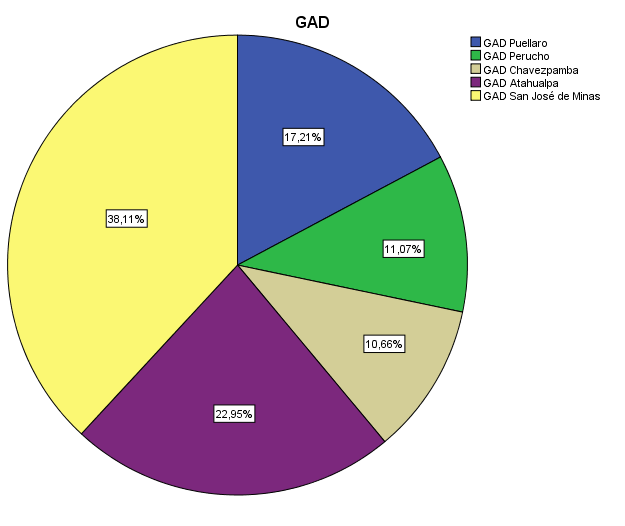 GAD
GAD Puellaro
GAD Perucho
GAD Chavezpamba
GAD Atahualpa
GAD San José de Minas
17,21%
11,07%
10,66%
22,95%
38,11%